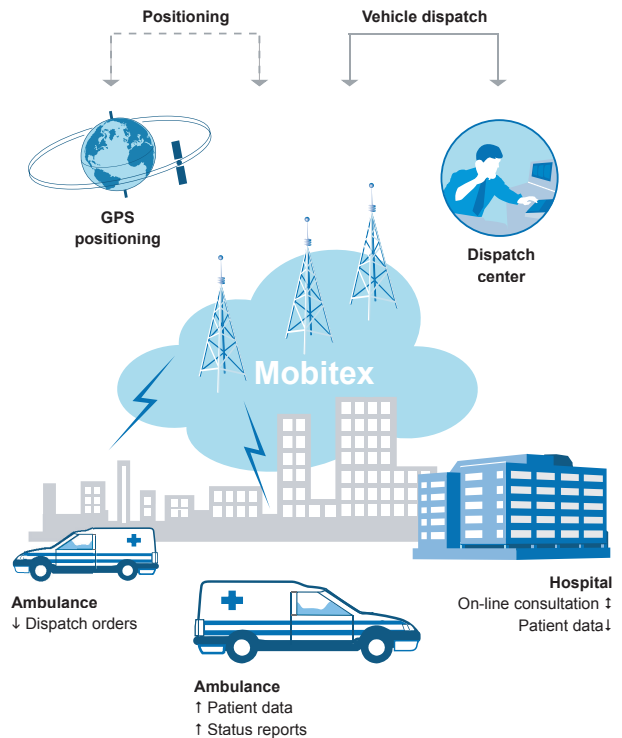 Positioning
Vehicle dispatch
GPS
positioning
Dispatch
center
Mobitex
Ambulance
↓ Dispatch orders
Hospital
On-line consultation ↕
Patient data↓
Ambulance
↑ Patient data
↑ Status reports